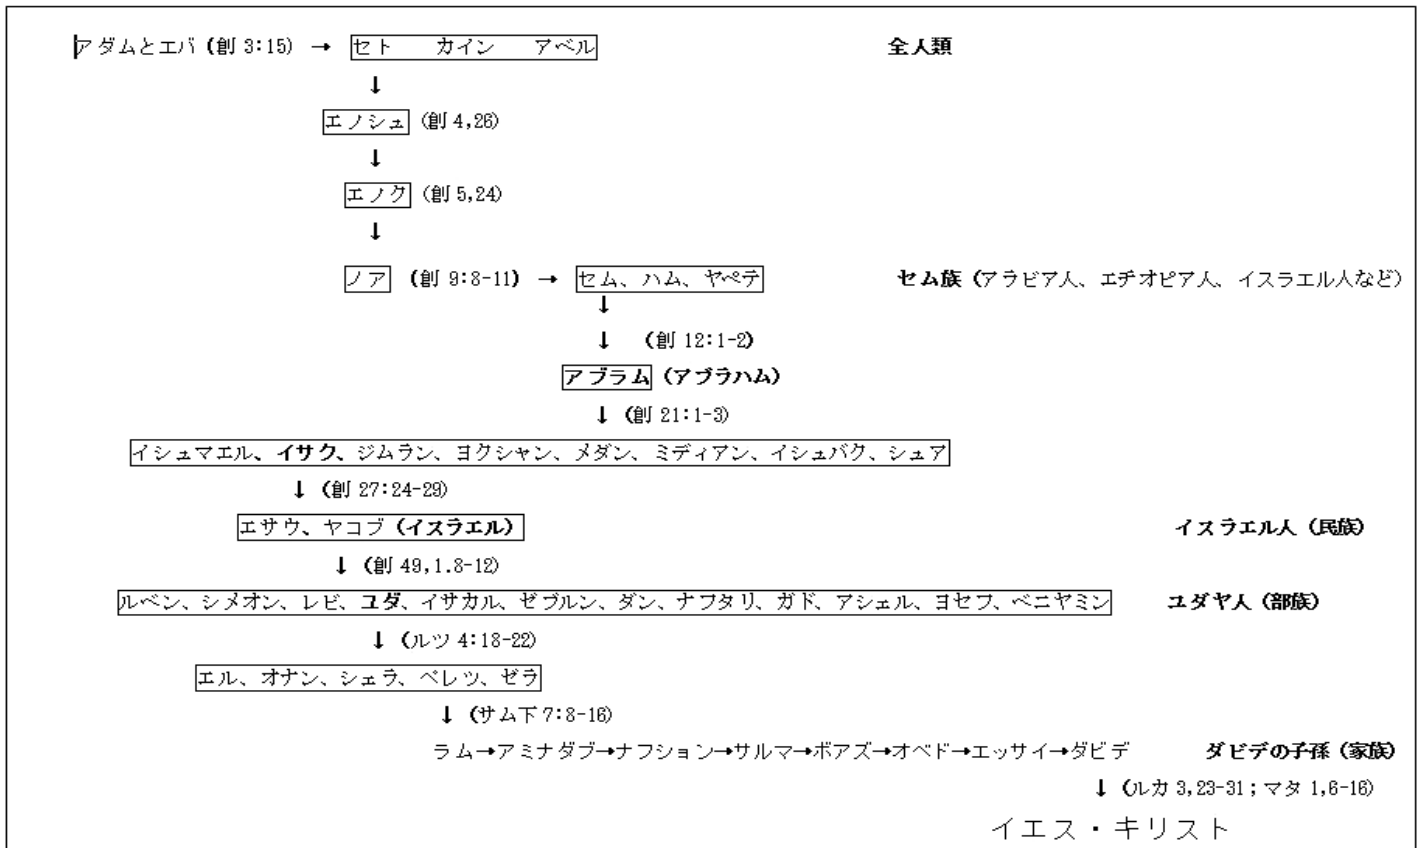 アダムとエバ (創 3:15) → セト カイン アベル 全人類
↓
エノシュ (創 4,26)
↓
エノク (創 5,24)
↓
ノア (創 9:8-11) → セム、ハム、ヤペテ セム族 (アラビア人、エチオピア人、イスラエル人など)
↓
↓ (創 12:1-2)
アブラム (アブラハム)
↓ (創 21:1-3)
イシュマエル、イサク、ジムラン、ヨクシャン、メダン、ミディアン、イシュバク、シュア
↓ (創 27:24-29)
エサウ、ヤコブ (イスラエル) イスラエル人 (民族)
↓ (創 49,1.8-12)
ルベン、シメオン、レビ、ユダ、イサカル、ゼブルン、ダン、ナフタリ、ガド、アシェル、ヨセフ、ベニヤミン ユダヤ人 (部族)
↓ (ルツ 4:18-22)
エル、オナン、シェラ、ペレツ、ゼラ
↓ (サム下 7:8-16)
ラム→アミナダブ→ナフション→サルマ→ボアズ→オベド→エッサイ→ダビデ ダビデの子孫 (家族)
↓ (ルカ 3,23-31；マタ 1,6-16)
イエス・キリスト